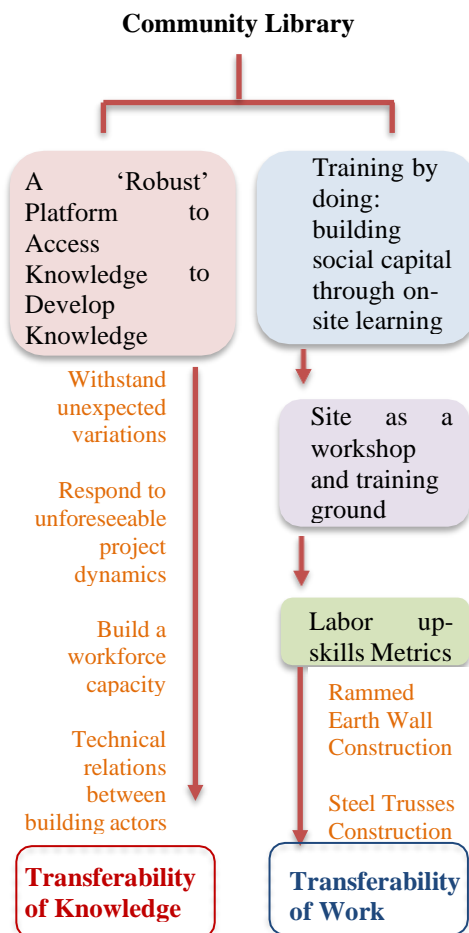 Community Library
A ‘Robust’
Platform to
Access
Knowledge to
Develop
Knowledge
Withstand
unexpected
variations
Respond to
unforeseeable
project
dynamics
Build a
workforce
capacity
Technical
relations
between
building actors
Transferability
of Knowledge
Training by
doing:
building
social capital
through on-
site learning
Site as a
workshop
and training
ground
Labor up-
skills Metrics
Rammed
Earth Wall
Construction
Steel Trusses
Construction
Transferability
of Work